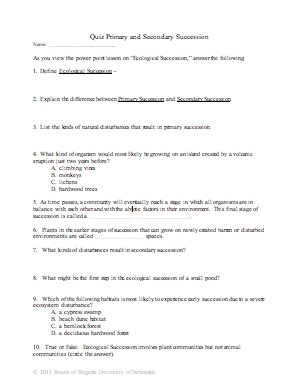 Quiz Primary and Secondary Succession
Name: ________________________
As you view the power point lesson on "Ecological Succession," answer the following
1. Define Ecological Succession -
2. Explain the difference between Primary Succession and Secondary Succession.
3. List the kinds of natural disturbances that result in primary succession
4. What kind of organism would most likely be growing on an island created by a volcanic
eruption just two years before?
A. climbing vines
B. monkeys
C. lichens
D. hardwood trees
5. As time passes, a community will eventually reach a stage in which all organisms are in
balance with each other and with the abiotic factors in their environment. This final stage of
succession is called a ______________________________.
6. Plants in the earlier stages of succession that can grow on newly created barren or disturbed
environments are called ________________ species.
7. What kinds of disturbances result in secondary succession?
8. What might be the first step in the ecological succession of a small pond?
9. Which of the following habitats is most likely to experience early succession due to a severe
ecosystem disturbance?
a. a cypress swamp
B. beach dune habitat
c. a hemlock forest
d. a deciduous hardwood forest
10. True or False: Ecological Succession involves plant communities but not animal
communities (circle the answer).
© 2011 Board of Regents University of Nebraska